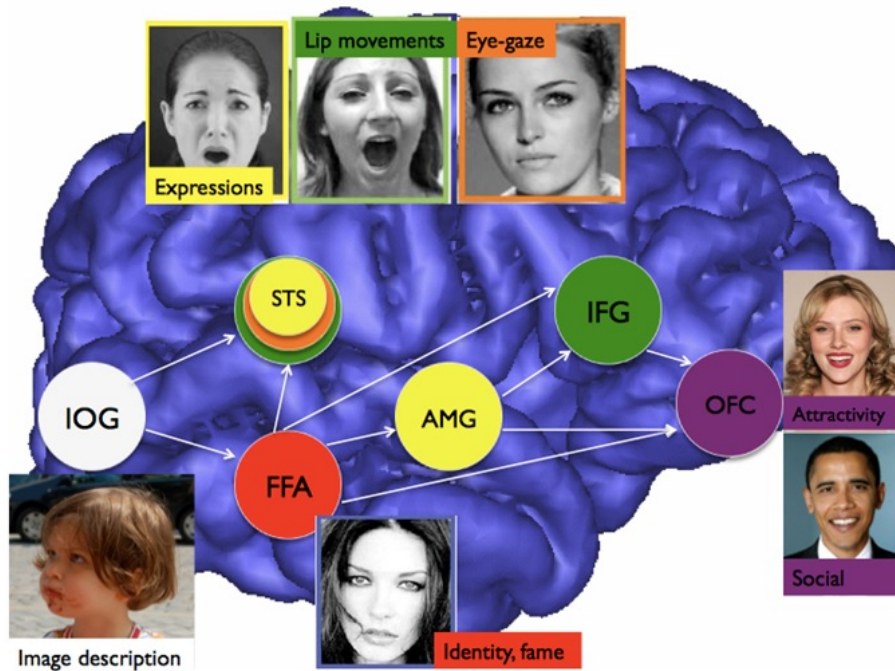 Lip movements
Eye-gaze
Expressions
STS
IFG
IOG
AMG
OFC
FFA
Attractivity
Social
Identity, fame
Image description